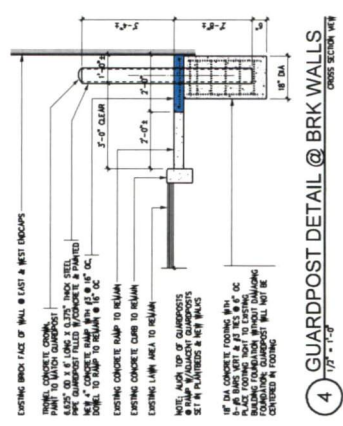 EXISTING BRICK FACE OF WALL @ EAST & WEST ENDCAPS
TROWEL CONCRETE CROWN,
PAINT TO MATCH GUARDPOST
6.625" OD X 8' LONG X 0.375" THICK STEEL
PIPE GUARDPOST FILLED W/CONCRETE & PAINTED
NEW 4" CONCRETE RAMP WITH #3 @ 16" OC,
DOWEL TO RAMP TO REMAIN @ 16" OC
EXISTING CONCRETE RAMP TO REMAIN
EXISTING CONCRETE CURB TO REMAIN
EXISTING LAWN AREA TO REMAIN
NOTE: ALIGN TOP OF GUARDPOSTS
@ RAMP W/ADJACENT GUARDPOSTS
SET IN PLANTBEDS & NEW WALKS
18" DIA CONCRETE FOOTING WITH
BARS VERT & #3 TIES @ 6" OC
PLACE FOOTING TIGHT TO EXISTING
BUILDING FOUNDATION WITHOUT DAMAGING
FOUNDATION. GUARDPOST WILL NOT BE
CENTERED IN FOOTING
1'-0" ±
3'-0" CLEAR
2'-0"
2'-0" ±
18" DIA
6"
4 GUARDPOST DETAIL @ BRK WALLS
1/2" = 1'-0"
CROSS SECTION VIEW